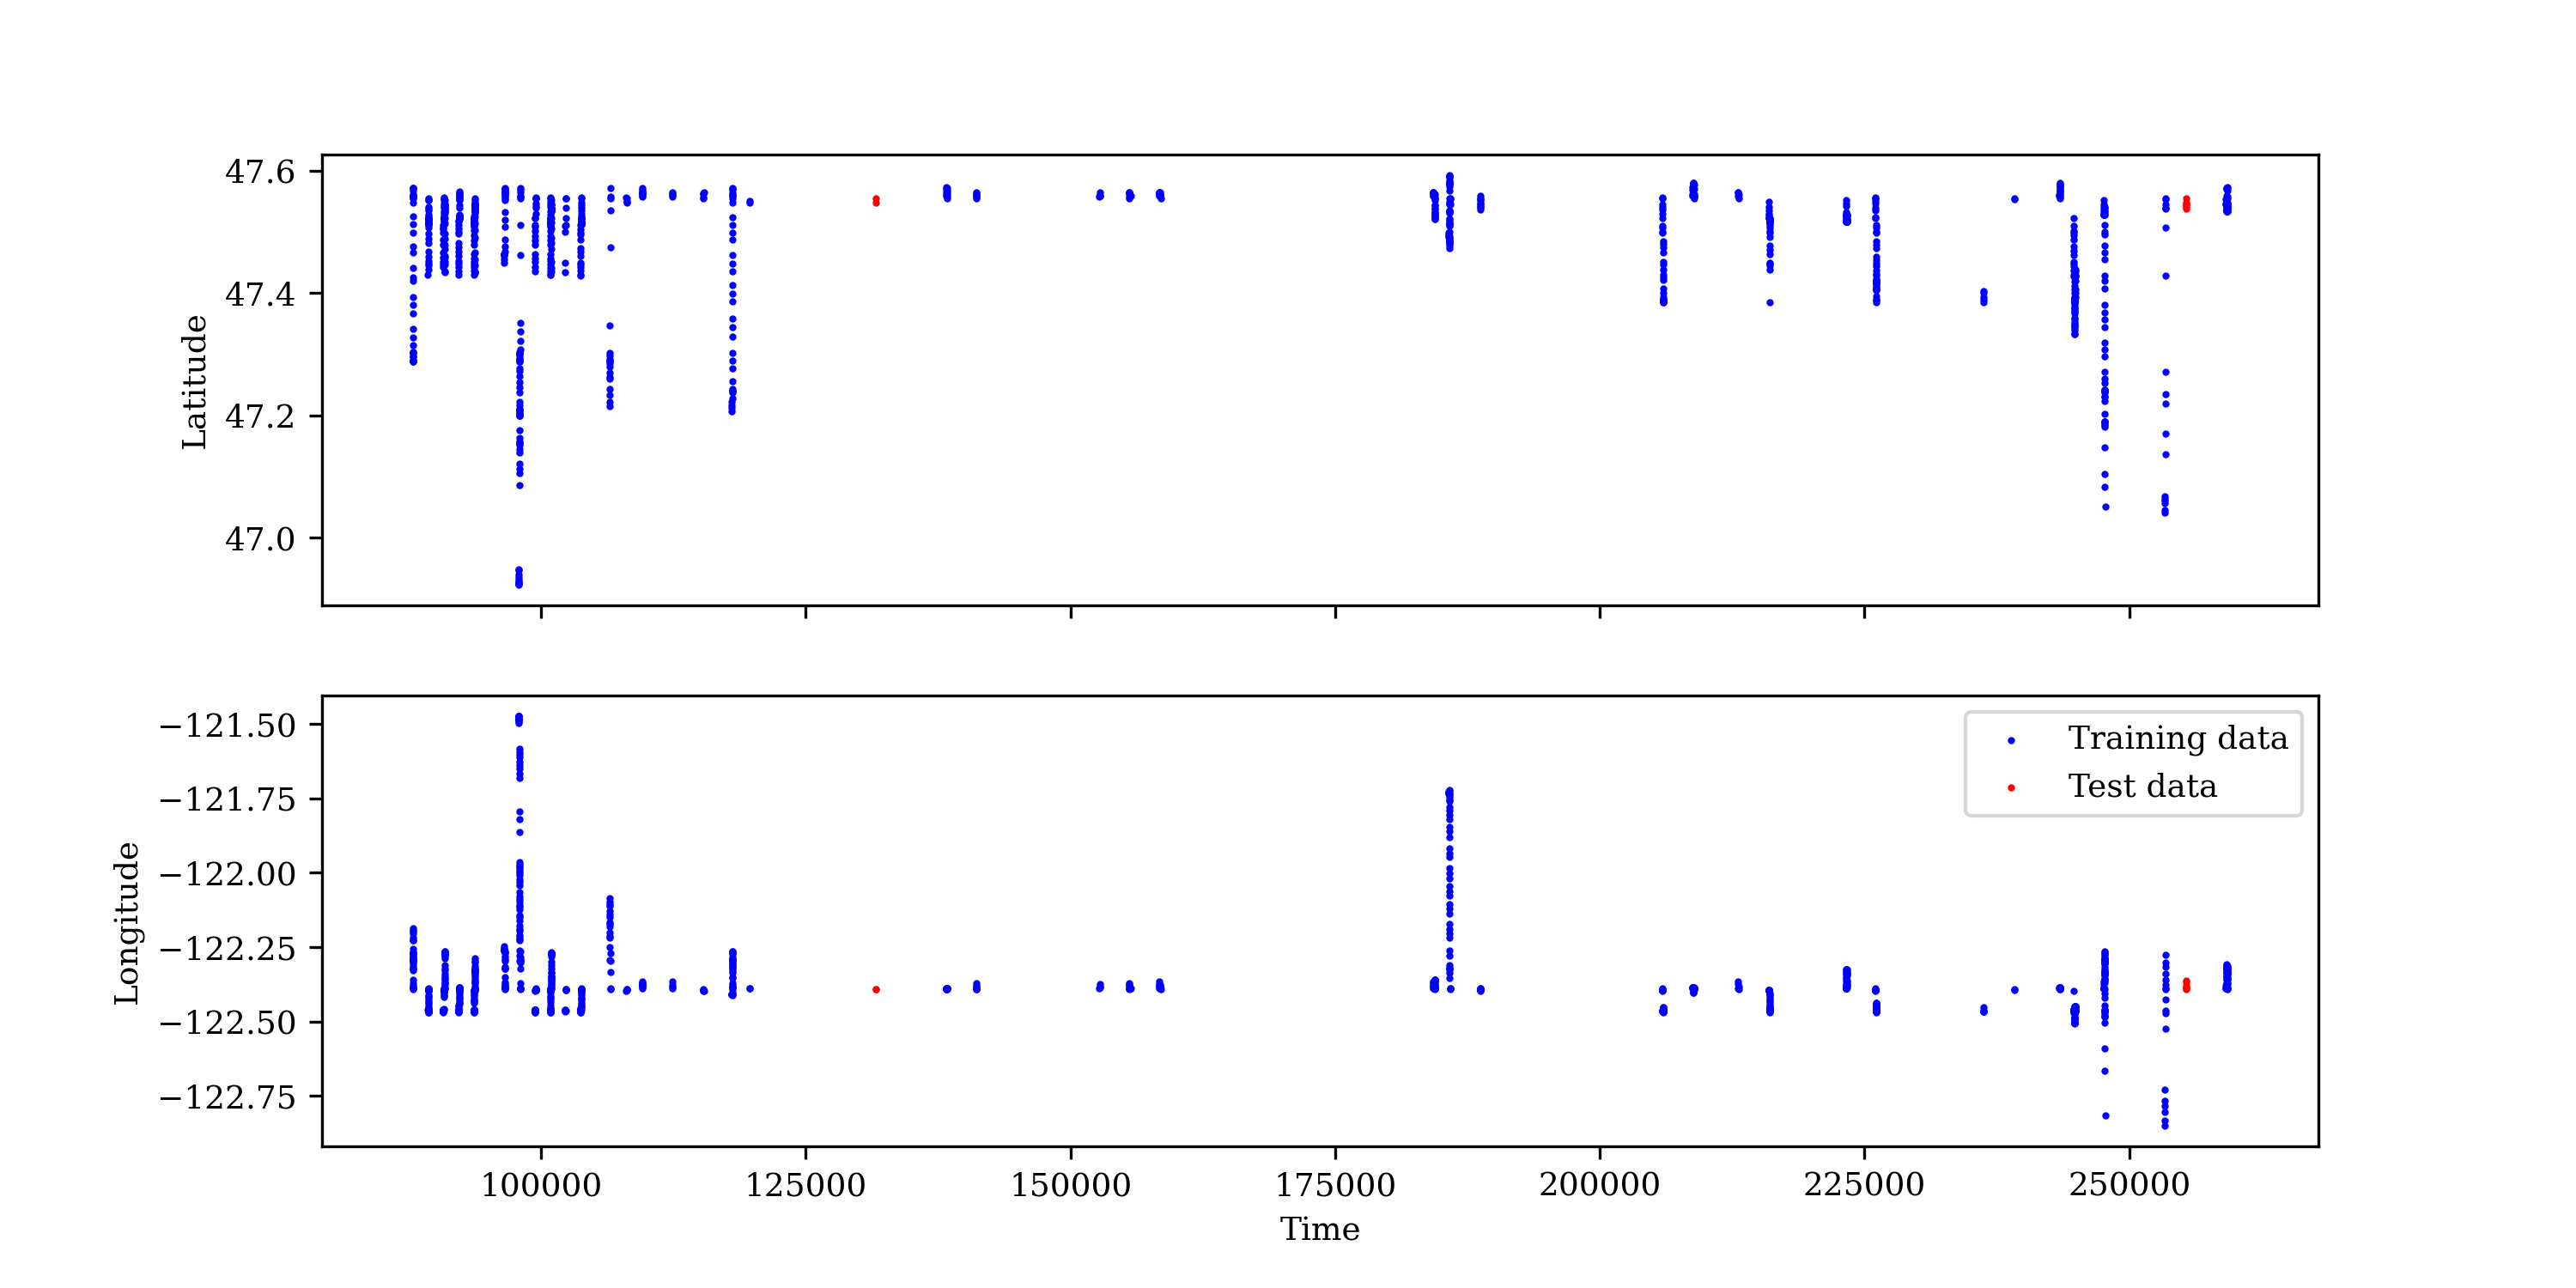 47.6
47.4
47.2
47.0
Latitude
−121.50
−121.75
−122.00
−122.25
−122.50
−122.75
Longitude
Training data
Test data
100000 125000 150000 175000 200000 225000 250000
Time